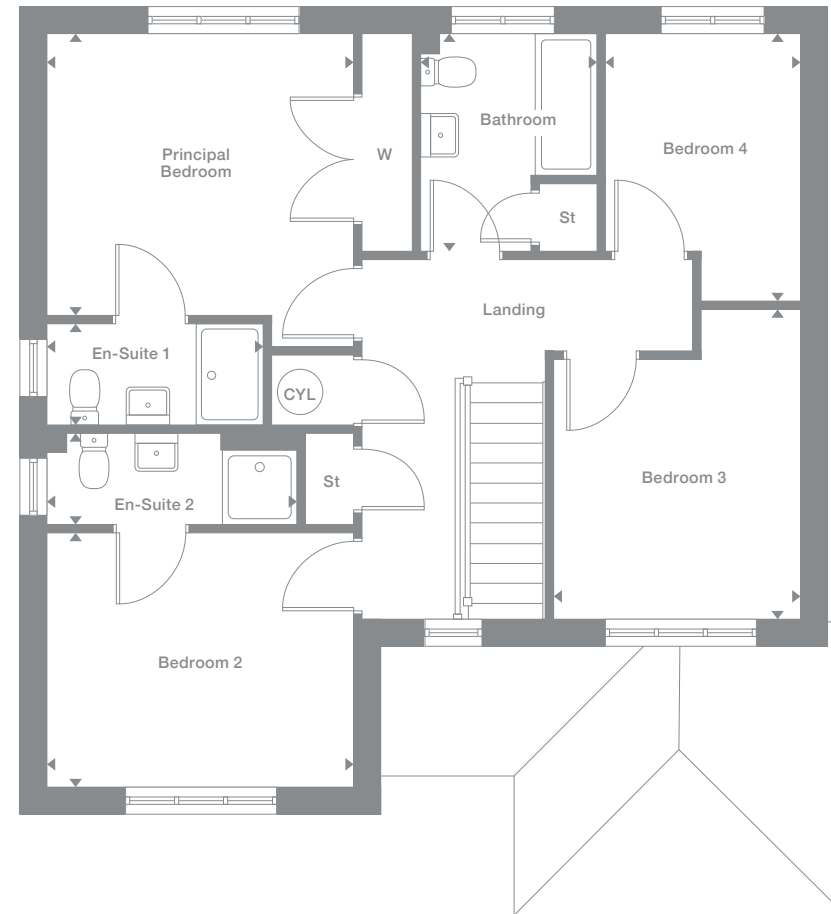 Principal
Bedroom
W
Bathroom
Bedroom 4
St
Landing
En-Suite 1
CYL
St
En-Suite 2
Bedroom 3
Bedroom 2